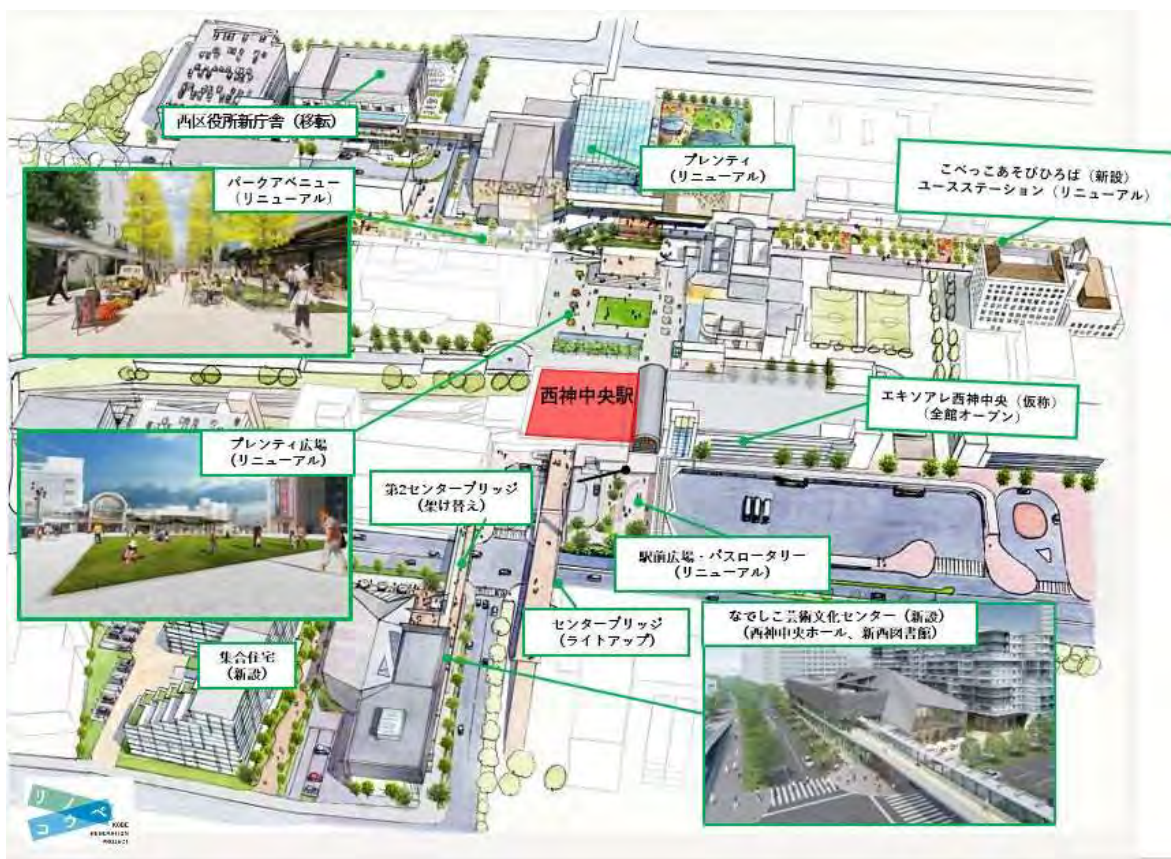 西区役所新庁舎（移転）
プレンティ
（リニューアル）
こべっこあそびひろば（新設）
ユースステーション（リニューアル）
パークアベニュー
（リニューアル）
西神中央駅
エキソアレ西神中央（仮称）
（全館オープン）
プレンティ広場
（リニューアル）
第2センターブリッジ
（架け替え）
駅前広場・バスロータリー
（リニューアル）
センターブリッジ
（ライトアップ）
なでしこ芸術文化センター（新設）
（西神中央ホール、新西図書館）
集合住宅
（新設）
リノ
コウベ
KOBE
RENOVATION
PROJECT